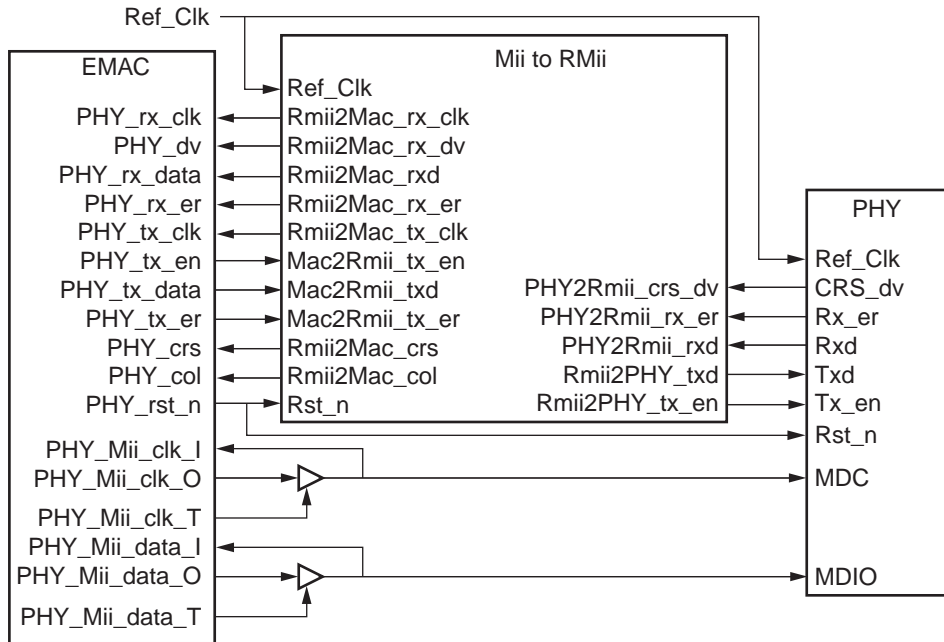 Ref_Clk
EMAC
PHY_rx_clk
PHY_dv
PHY_rx_data
PHY_rx_er
PHY_tx_clk
PHY_tx_en
PHY_tx_data
PHY_tx_er
PHY_crs
PHY_col
PHY_rst_n
PHY_Mii_clk_I
PHY_Mii_clk_O
PHY_Mii_clk_T
PHY_Mii_data_I
PHY_Mii_data_O
PHY_Mii_data_T
Mii to RMii
Ref_Clk
Rmii2Mac_rx_clk
Rmii2Mac_rx_dv
Rmii2Mac_rxd
Rmii2Mac_rx_er
Rmii2Mac_tx_clk
Mac2Rmii_tx_en
Mac2Rmii_txd
Mac2Rmii_tx_er
Rmii2Mac_crs
Rmii2Mac_col
Rst_n
PHY2Rmii_crs_dv
PHY2Rmii_rx_er
PHY2Rmii_rxd
Rmii2PHY_txd
Rmii2PHY_tx_en
PHY
Ref_Clk
CRS_dv
Rx_er
Rxd
Txd
Tx_en
Rst_n
MDC
MDIO